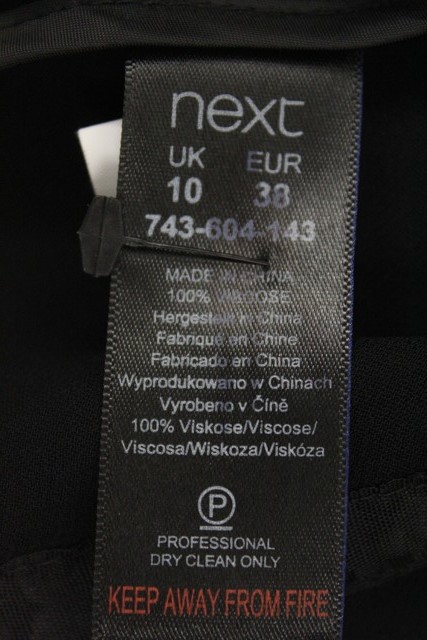 next
UK EUR
10 38
743-604-143
MADE IN CHINA
100% VISCOSE
Hergestellt in China
Fabriqué en Chine
Fabricado en China
Wyprodukowano w Chinach
Vyrobeno v Číně
100% Viskose/Viscose/
Viscosa/Wiskoza/Viskóza
P
PROFESSIONAL
DRY CLEAN ONLY
KEEP AWAY FROM FIRE